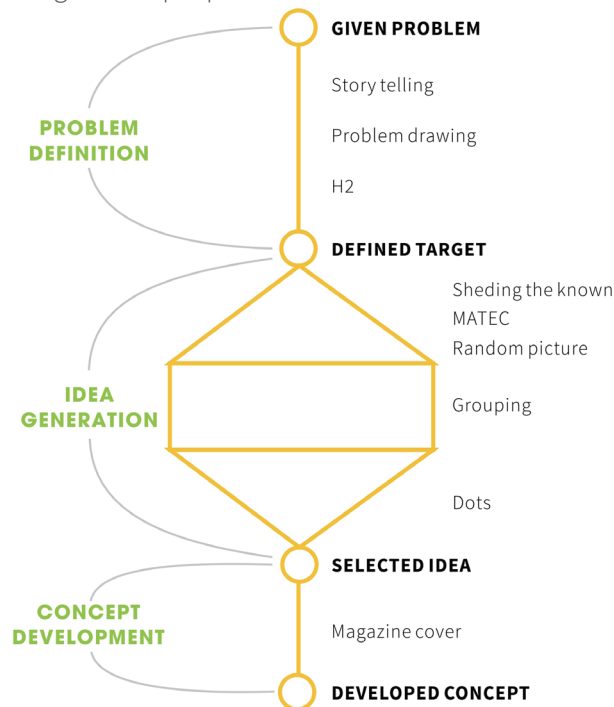 GIVEN PROBLEM
Story telling
PROBLEM
DEFINITION
Problem drawing
H2
DEFINED TARGET
Sheding the known
MATEC
Random picture
IDEA
GENERATION
Grouping
Dots
SELECTED IDEA
CONCEPT
DEVELOPMENT
Magazine cover
DEVELOPED CONCEPT